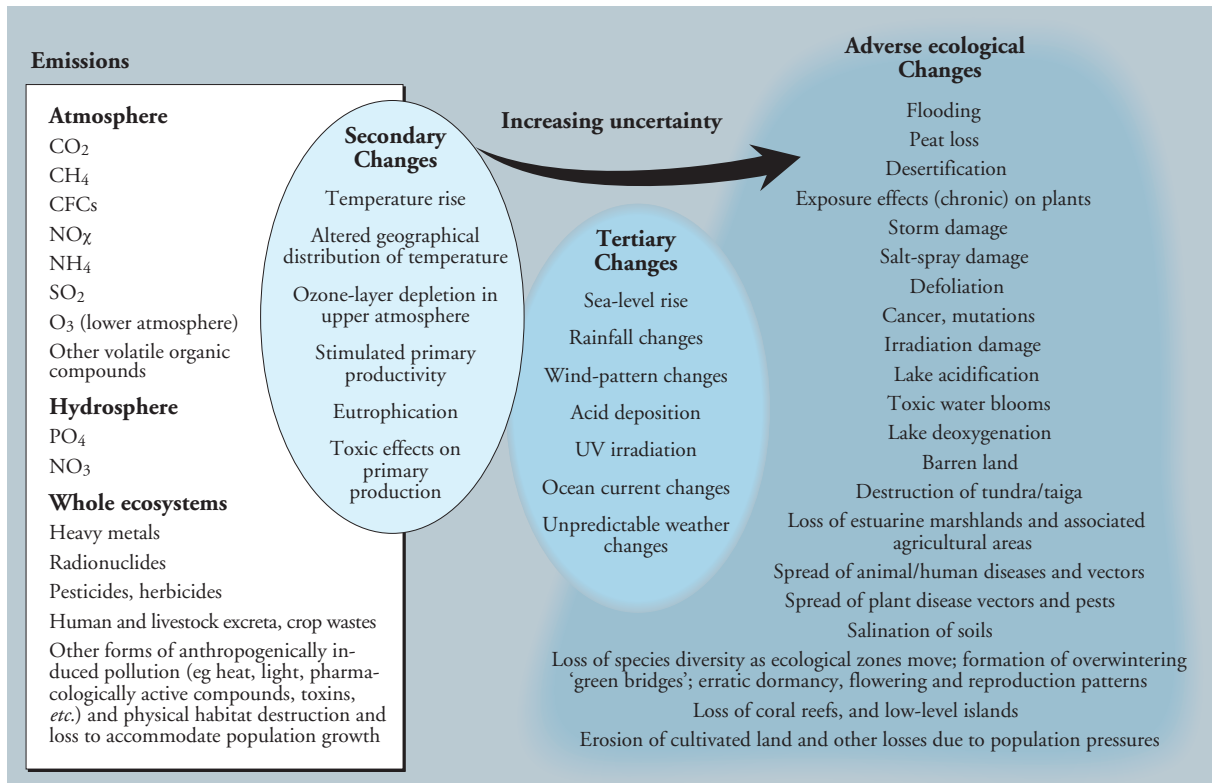 Emissions
Atmosphere
CO2
CH4
CFCs
NOχ
NH4
SO2
O3 (lower atmosphere)
Other volatile organic
compounds
Hydrosphere
PO4
NO3
Whole ecosystems
Heavy metals
Radionuclides
Pesticides, herbicides
Human and livestock excreta, crop wastes
Other forms of anthropogenically in-
duced pollution (eg heat, light, pharma-
cologically active compounds, toxins,
etc.) and physical habitat destruction and
loss to accommodate population growth
Secondary
Changes
Temperature rise
Altered geographical
distribution of temperature
Ozone-layer depletion in
upper atmosphere
Stimulated primary
productivity
Eutrophication
Toxic effects on
primary
production
Increasing uncertainty
Tertiary
Changes
Sea-level rise
Rainfall changes
Wind-pattern changes
Acid deposition
UV irradiation
Ocean current changes
Unpredictable weather
changes
Adverse ecological
Changes
Flooding
Peat loss
Desertification
Exposure effects (chronic) on plants
Storm damage
Salt-spray damage
Defoliation
Cancer, mutations
Irradiation damage
Lake acidification
Toxic water blooms
Lake deoxygenation
Barren land
Destruction of tundra/taiga
Loss of estuarine marshlands and associated
agricultural areas
Spread of animal/human diseases and vectors
Spread of plant disease vectors and pests
Salination of soils
Loss of species diversity as ecological zones move; formation of overwintering
‘green bridges’; erratic dormancy, flowering and reproduction patterns
Loss of coral reefs, and low-level islands
Erosion of cultivated land and other losses due to population pressures